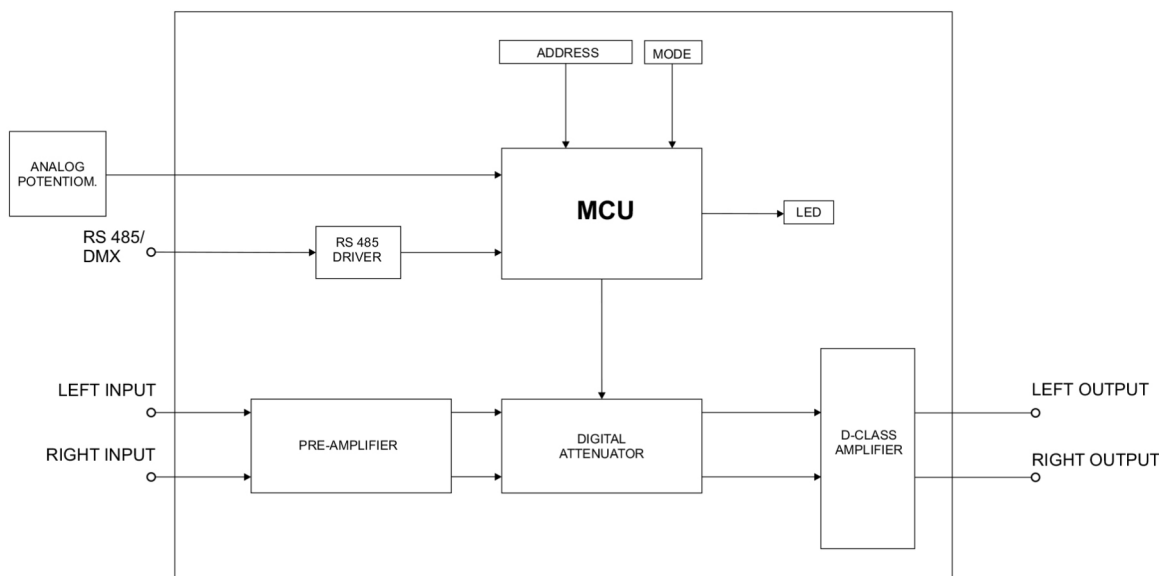 ADDRESS
MODE
ANALOG
POTENTIOM.
MCU
LED
RS 485/
DMX
RS 485
DRIVER
LEFT INPUT
RIGHT INPUT
PRE-AMPLIFIER
DIGITAL
ATTENUATOR
D-CLASS
AMPLIFIER
LEFT OUTPUT
RIGHT OUTPUT